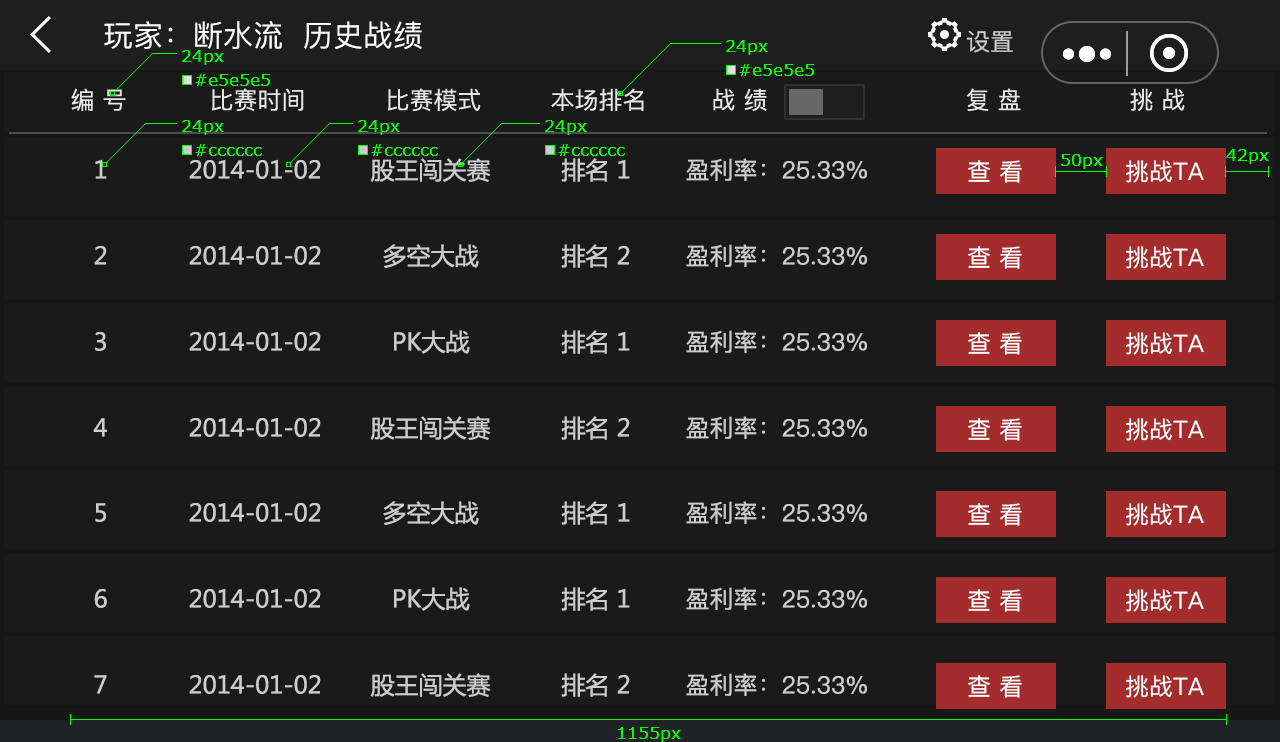 玩家：断水流 历史战绩
设置
24px
#e5e5e5
24px
#e5e5e5
编 号 比赛时间 比赛模式 本场排名 战 绩 复 盘 挑 战
24px
#cccccc
24px
#cccccc
24px
#cccccc
1 2014-01-02 股王闯关赛 排名 1 盈利率：25.33% 查 看 50px 挑战TA 42px
2 2014-01-02 多空大战 排名 2 盈利率：25.33% 查 看 挑战TA
3 2014-01-02 PK大战 排名 1 盈利率：25.33% 查 看 挑战TA
4 2014-01-02 股王闯关赛 排名 2 盈利率：25.33% 查 看 挑战TA
5 2014-01-02 多空大战 排名 1 盈利率：25.33% 查 看 挑战TA
6 2014-01-02 PK大战 排名 1 盈利率：25.33% 查 看 挑战TA
7 2014-01-02 股王闯关赛 排名 2 盈利率：25.33% 查 看 挑战TA
1155px